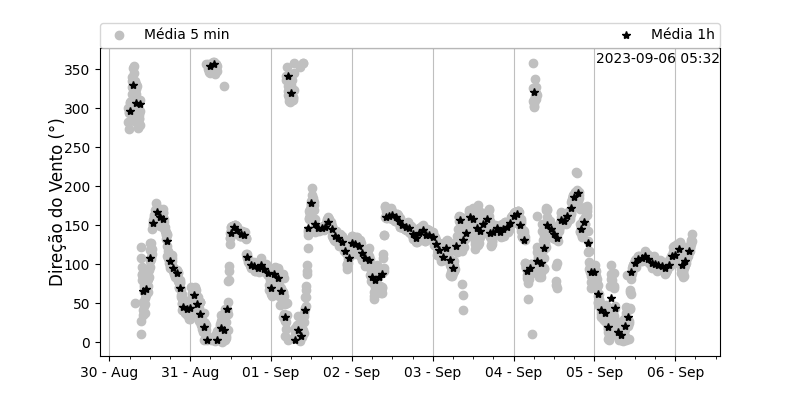 Média 5 min
Média 1h
2023-09-06 05:32
Direção do Vento (°)
350
300
250
200
150
100
50
0
30 - Aug
31 - Aug
01 - Sep
02 - Sep
03 - Sep
04 - Sep
05 - Sep
06 - Sep